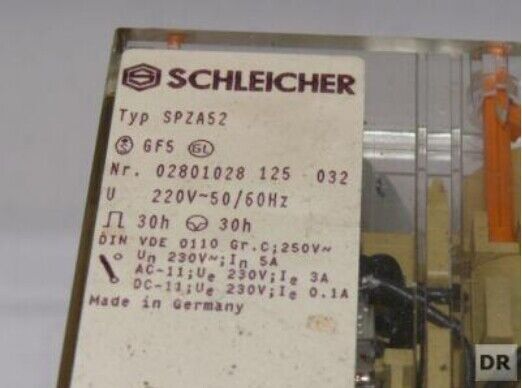 SCHLEICHER
Typ SPZA52
GF5 GL
Nr. 02801028 125 032
U 220V~50/60Hz
30h 30h
DIN VDE 0110 Gr.C;250V~
Un 230V~;In 5A
AC-11;Ue 230V;Ie 3A
DC-11;Ue 230V;Ie 0.1A
Made in Germany
DR